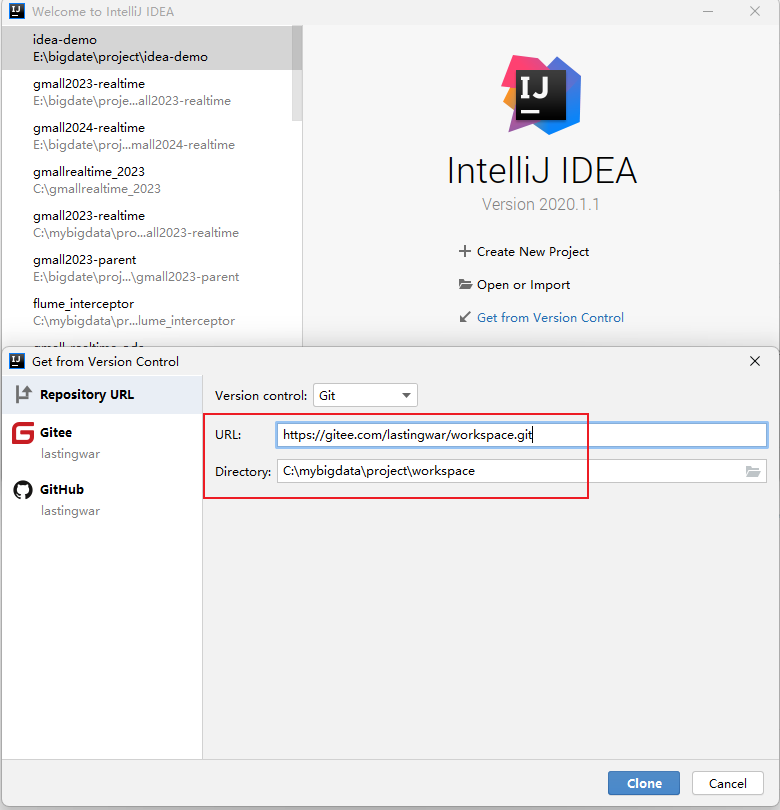 Welcome to IntelliJ IDEA
idea-demo
E:\bigdate\project\idea-demo
gmall2023-realtime
E:\bigdate\proje...all2023-realtime
gmall2024-realtime
E:\bigdate\proj...mall2024-realtime
gmallrealtime_2023
C:\gmallrealtime_2023
gmall2023-realtime
C:\mybigdata\pro...all2023-realtime
gmall2023-parent
E:\bigdate\proj...\gmall2023-parent
flume_interceptor
C:\mybigdata\pr...lume_interceptor
IJ
IntelliJ IDEA
Version 2020.1.1
Create New Project
Open or Import
Get from Version Control
Get from Version Control
Repository URL
Gitee
lastingwar
GitHub
lastingwar
Version control: Git
URL: https://gitee.com/lastingwar/workspace.git
Directory: C:\mybigdata\project\workspace
Clone
Cancel